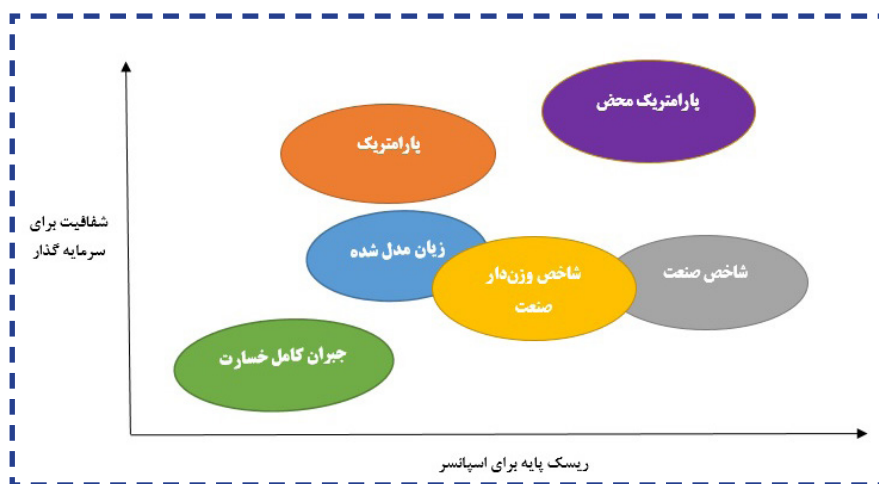 پارامتریک محض
پارامتریک
شفافیت برای
سرمایه گذار
زیان مدل شده
شاخص وزن‌دار
صنعت
شاخص صنعت
جبران کامل خسارت
ریسک پایه برای اسپانسر